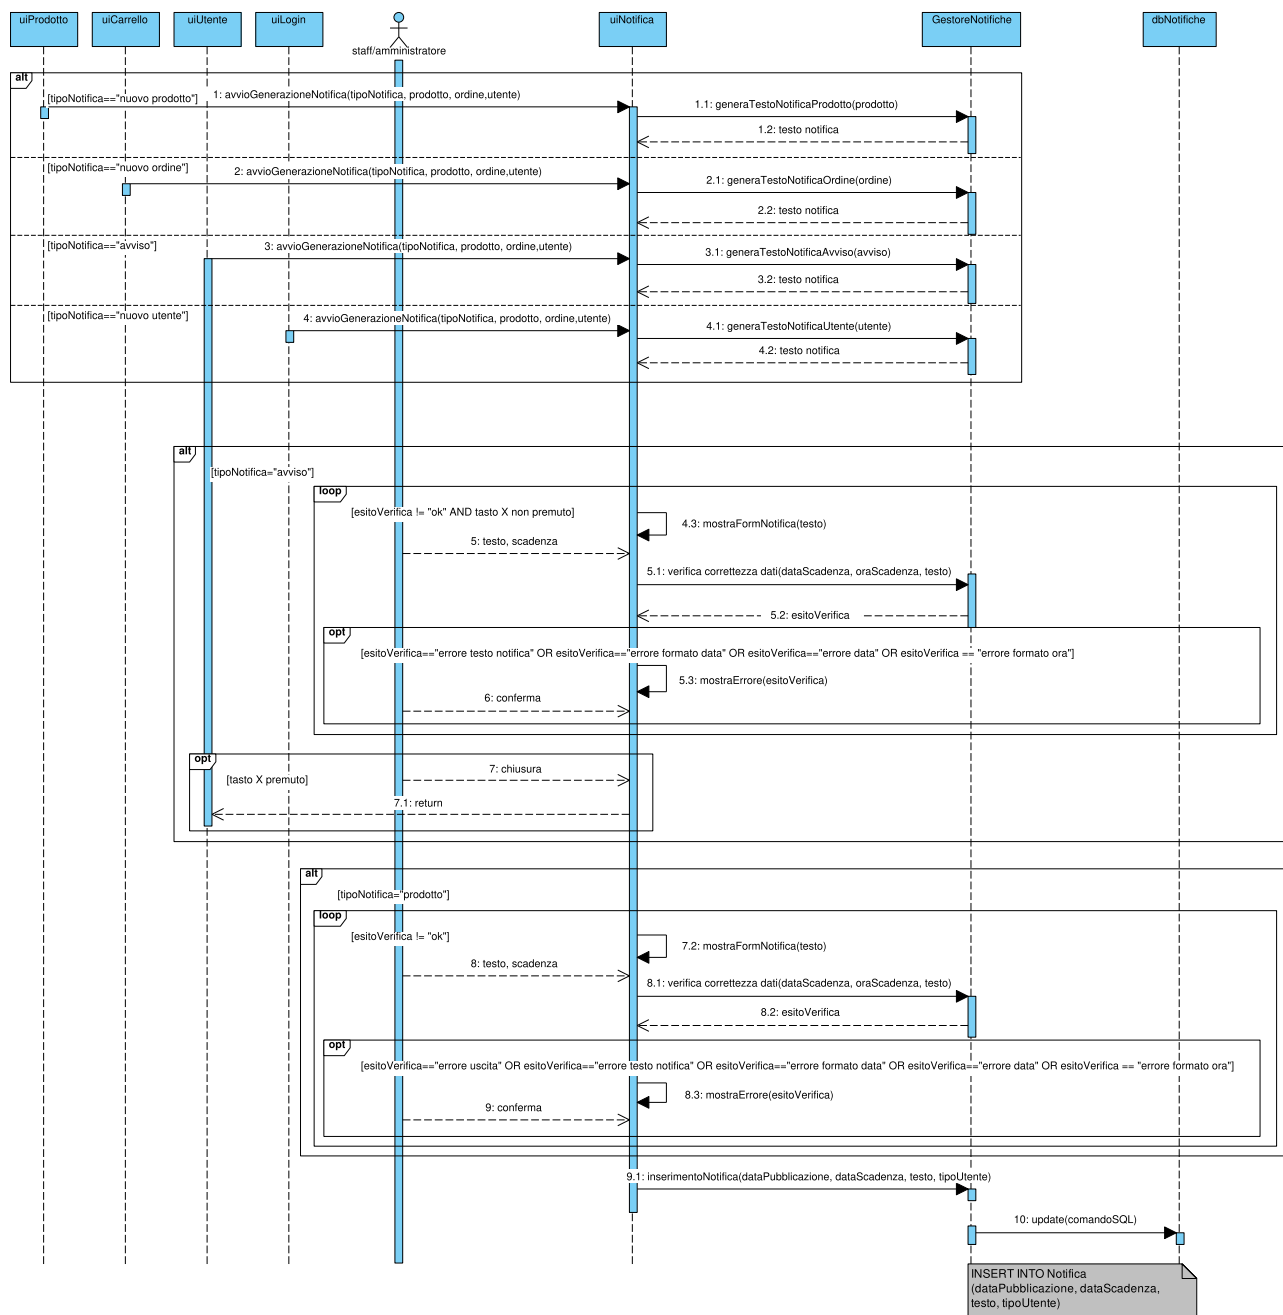 uiProdotto
uiCarrello
uiUtente
uiLogin
staff/amministratore
uiNotifica
GestoreNotifiche
dbNotifiche
alt
[tipoNotifica=="nuovo prodotto"]
1: avvioGenerazioneNotifica(tipoNotifica, prodotto, ordine,utente)
1.1: generaTestoNotificaProdotto(prodotto)
1.2: testo notifica
[tipoNotifica=="nuovo ordine"]
2: avvioGenerazioneNotifica(tipoNotifica, prodotto, ordine,utente)
2.1: generaTestoNotificaOrdine(ordine)
2.2: testo notifica
[tipoNotifica=="avviso"]
3: avvioGenerazioneNotifica(tipoNotifica, prodotto, ordine,utente)
3.1: generaTestoNotificaAvviso(avviso)
3.2: testo notifica
[tipoNotifica=="nuovo utente"]
4: avvioGenerazioneNotifica(tipoNotifica, prodotto, ordine,utente)
4.1: generaTestoNotificaUtente(utente)
4.2: testo notifica
alt
[tipoNotifica="avviso"]
loop
[esitoVerifica != "ok" AND tasto X non premuto]
4.3: mostraFormNotifica(testo)
5: testo, scadenza
5.1: verifica correttezza dati(dataScadenza, oraScadenza, testo)
5.2: esitoVerifica
opt
[esitoVerifica=="errore testo notifica" OR esitoVerifica=="errore formato data" OR esitoVerifica=="errore data" OR esitoVerifica == "errore formato ora"]
5.3: mostraErrore(esitoVerifica)
6: conferma
opt
[tasto X premuto]
7: chiusura
7.1: return
alt
[tipoNotifica="prodotto"]
loop
[esitoVerifica != "ok"]
7.2: mostraFormNotifica(testo)
8: testo, scadenza
8.1: verifica correttezza dati(dataScadenza, oraScadenza, testo)
8.2: esitoVerifica
opt
[esitoVerifica=="errore uscita" OR esitoVerifica=="errore testo notifica" OR esitoVerifica=="errore formato data" OR esitoVerifica=="errore data" OR esitoVerifica == "errore formato ora"]
8.3: mostraErrore(esitoVerifica)
9: conferma
9.1: inserimentoNotifica(dataPubblicazione, dataScadenza, testo, tipoUtente)
10: update(comandoSQL)
INSERT INTO Notifica
(dataPubblicazione, dataScadenza,
testo, tipoUtente)